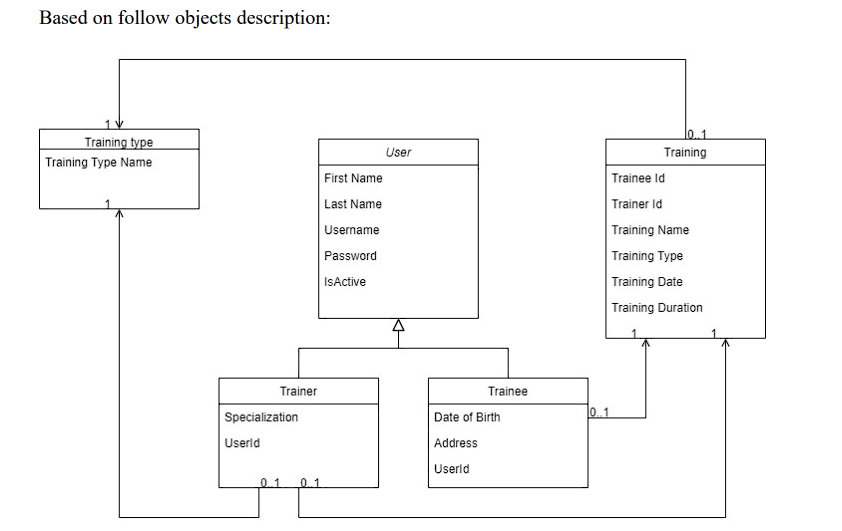 Based on follow objects description:
1
0..1
Training type
Training Type Name
1
User
First Name
Last Name
Username
Password
IsActive
Training
Trainee Id
Trainer Id
Training Name
Training Type
Training Date
Training Duration
1
1
Trainer
Specialization
UserId
0..1
0..1
Trainee
Date of Birth
Address
UserId
0..1